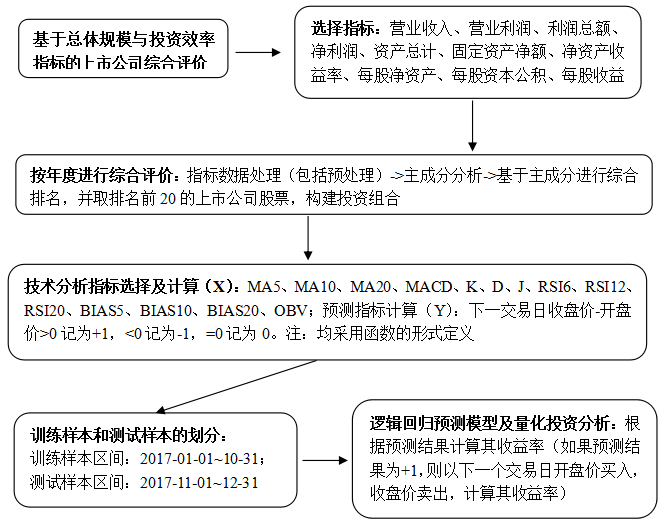 基于总体规模与投资效率
指标的上市公司综合评价
选择指标：营业收入、营业利润、利润总额、
净利润、资产总计、固定资产净额、净资产收
益率、每股净资产、每股资本公积、每股收益
按年度进行综合评价：指标数据处理（包括预处理）->主成分分析->基于主成分进行综合
排名，并取排名前20的上市公司股票，构建投资组合
技术分析指标选择及计算（X）：MA5、MA10、MA20、MACD、K、D、J、RSI6、RSI12、
RSI20、BIAS5、BIAS10、BIAS20、OBV；预测指标计算（Y）：下一交易日收盘价-开盘
价>0记为+1，<0记为-1，=0记为 0。注：均采用函数的形式定义
训练样本和测试样本的划分：
训练样本区间：2017-01-01~10-31；
测试样本区间：2017-11-01~12-31
逻辑回归预测模型及量化投资分析：根
据预测结果计算其收益率（如果预测结
果为+1,则以下一个交易日开盘价买入，
收盘价卖出，计算其收益率）